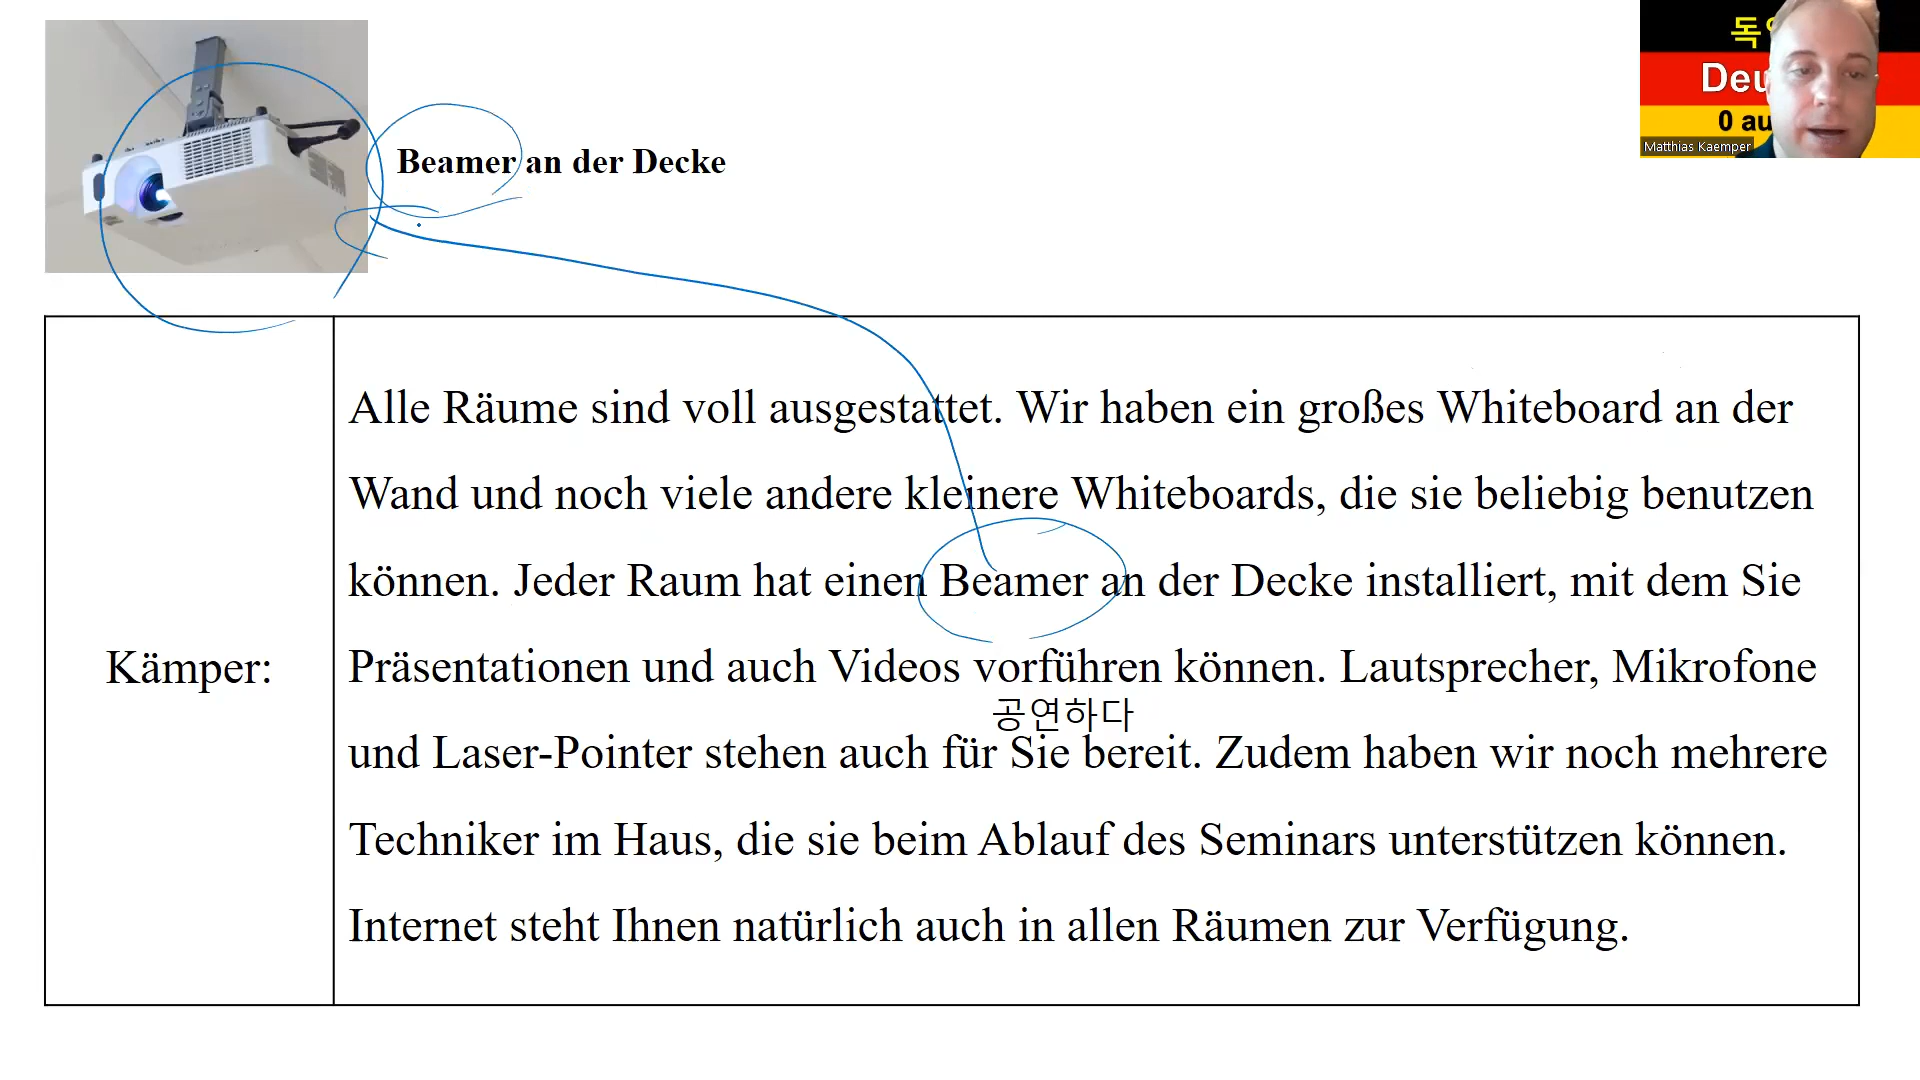 독
Deu
0 au
Matthias Kaemper
Beamer an der Decke
Kämper:
Alle Räume sind voll ausgestattet. Wir haben ein großes Whiteboard an der
Wand und noch viele andere kleinere Whiteboards, die sie beliebig benutzen
können. Jeder Raum hat einen Beamer an der Decke installiert, mit dem Sie
Präsentationen und auch Videos vorführen können. Lautsprecher, Mikrofone
공연하다
und Laser-Pointer stehen auch für Sie bereit. Zudem haben wir noch mehrere
Techniker im Haus, die sie beim Ablauf des Seminars unterstützen können.
Internet steht Ihnen natürlich auch in allen Räumen zur Verfügung.